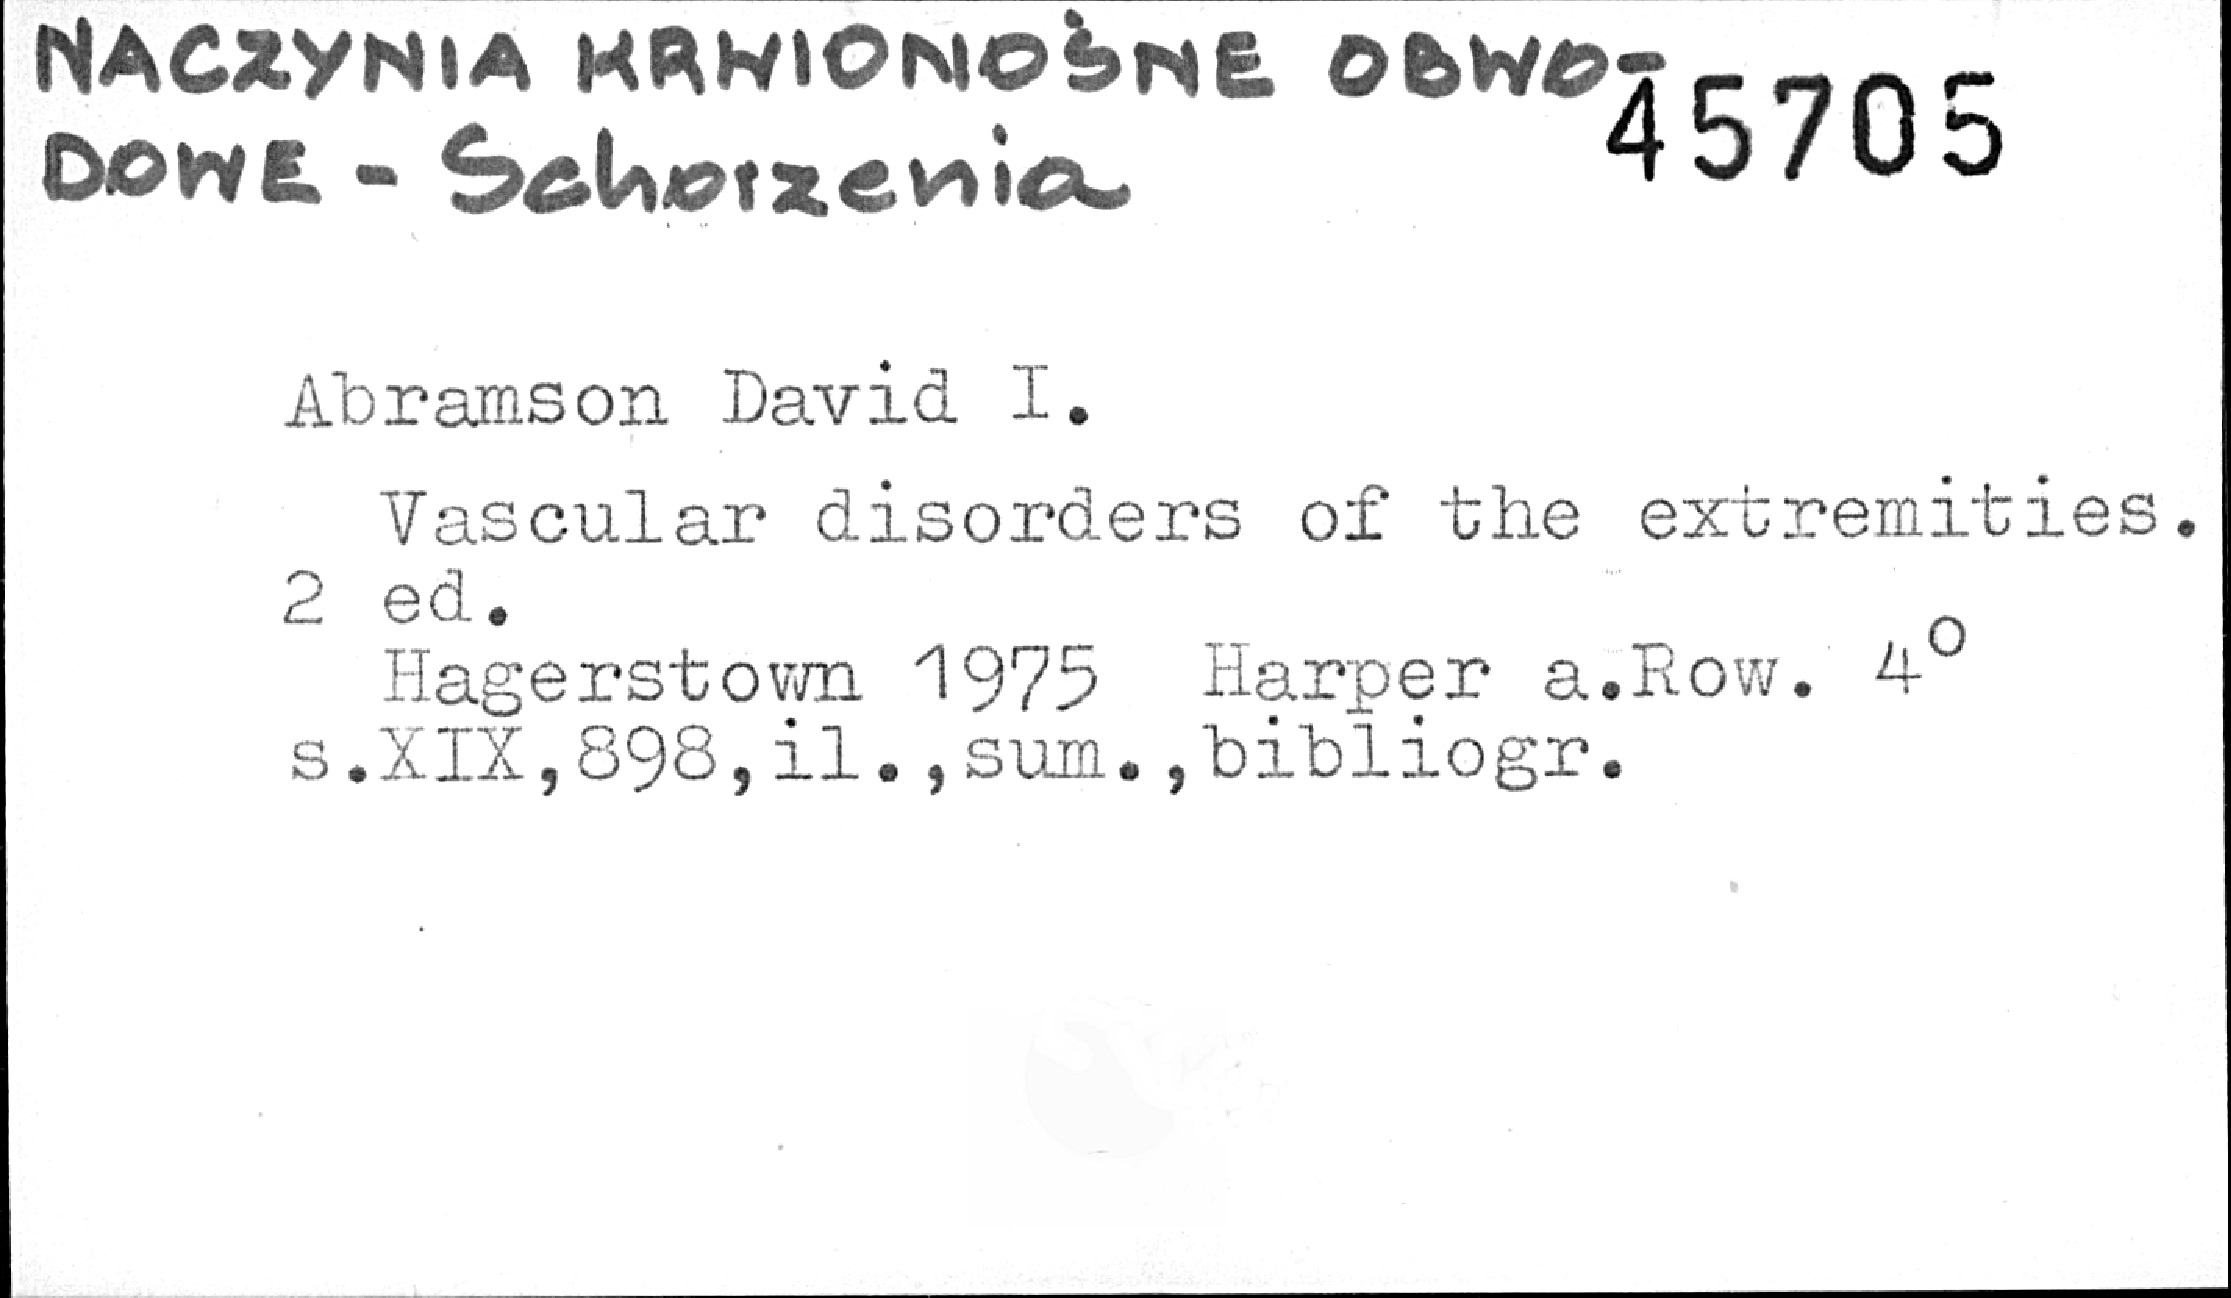 NACZYNIA KRWIONOŚNE OBWO-
DOWE - Schorzenia
45705
Abramson David I.
Vascular disorders of the extremities.
2 ed.
Hagerstown 1975 Harper a.Row. 4°
s.XIX,898,il.,sum.,bibliogr.